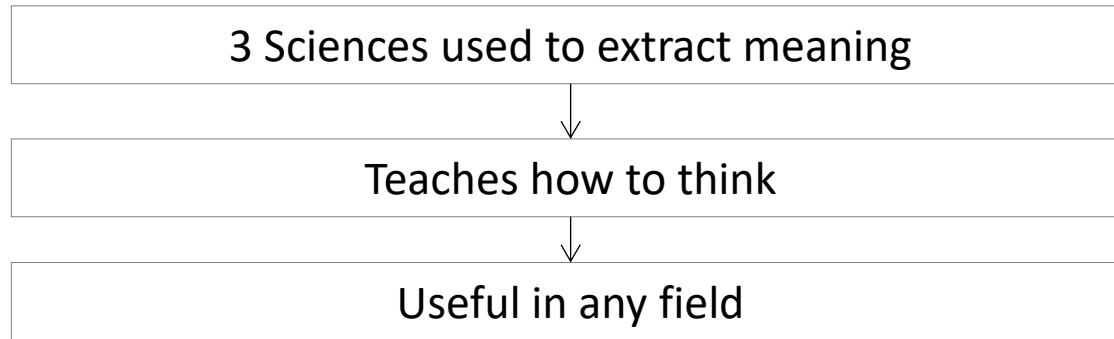 3 Sciences used to extract meaning
Teaches how to think
Useful in any field